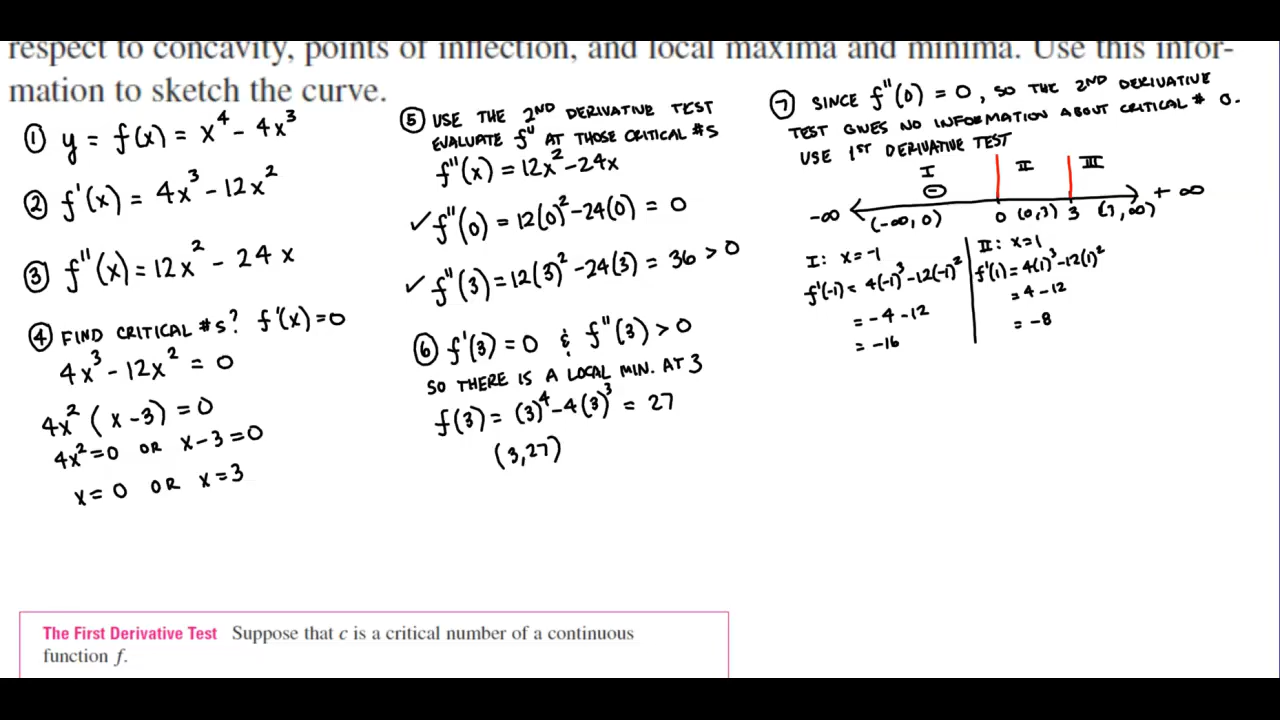 respect to concavity, points of inflection, and local maxima and minima. Use this infor-
mation to sketch the curve.
① y = f(x) = x⁴ - 4x³
② f'(x) = 4x³ - 12x²
③ f''(x) = 12x² - 24x
④ FIND CRITICAL #S? f'(x) = 0
4x³ - 12x² = 0
4x² (x - 3) = 0
4x² = 0 OR x - 3 = 0
x = 0 OR x = 3
⑤ USE THE 2ND DERIVATIVE TEST
EVALUATE f'' AT THOSE CRITICAL #S
f''(x) = 12x² - 24x
✓ f''(0) = 12(0)² - 24(0) = 0
✓ f''(3) = 12(3)² - 24(3) = 36 > 0
⑥ f'(3) = 0 & f''(3) > 0
SO THERE IS A LOCAL MIN. AT 3
f(3) = (3)⁴ - 4(3)³ = 27
(3,27)
⑦ SINCE f''(0) = 0, SO THE 2ND DERIVATIVE
TEST GIVES NO INFORMATION ABOUT CRITICAL # 0.
USE 1ST DERIVATIVE TEST
I II III
⊖
-∞ (-∞, 0) 0 (0,3) 3 (3, ∞) + ∞
I: x = -1
f'(-1) = 4(-1)³ - 12(-1)²
= -4 - 12
= -16
II: x = 1
f'(1) = 4(1)³ - 12(1)²
= 4 - 12
= -8
The First Derivative Test Suppose that c is a critical number of a continuous
function f.